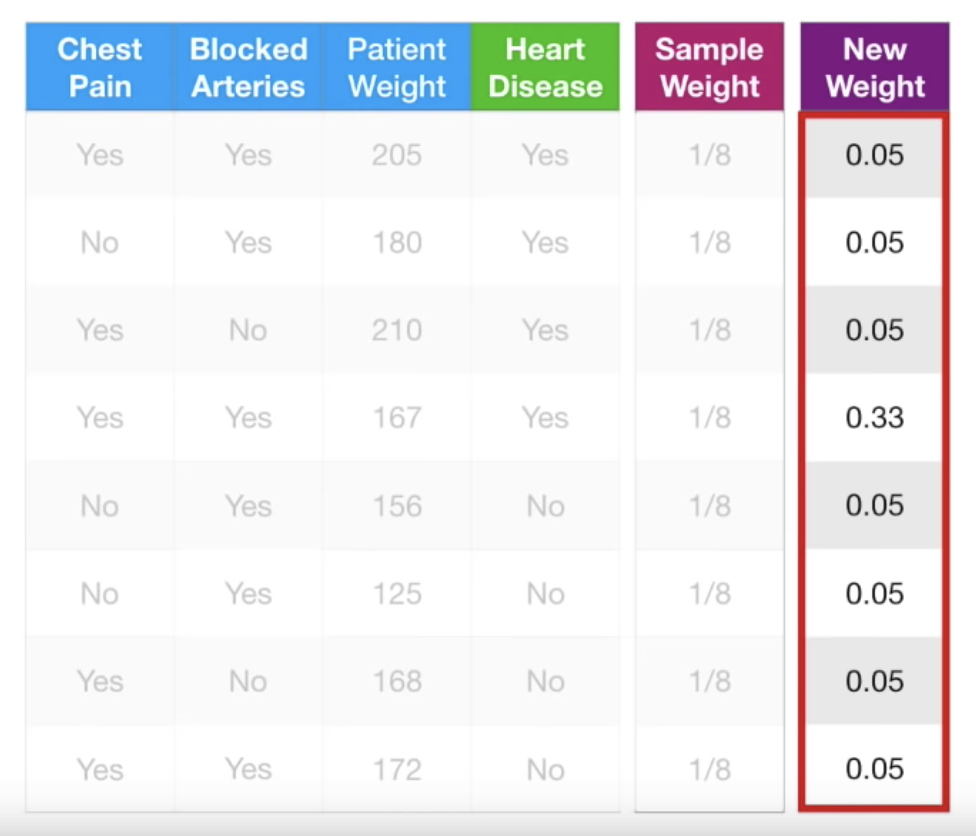 Chest Pain Blocked Arteries Patient Weight Heart Disease Sample Weight New Weight
Yes Yes 205 Yes 1/8 0.05
No Yes 180 Yes 1/8 0.05
Yes No 210 Yes 1/8 0.05
Yes Yes 167 Yes 1/8 0.33
No Yes 156 No 1/8 0.05
No Yes 125 No 1/8 0.05
Yes No 168 No 1/8 0.05
Yes Yes 172 No 1/8 0.05